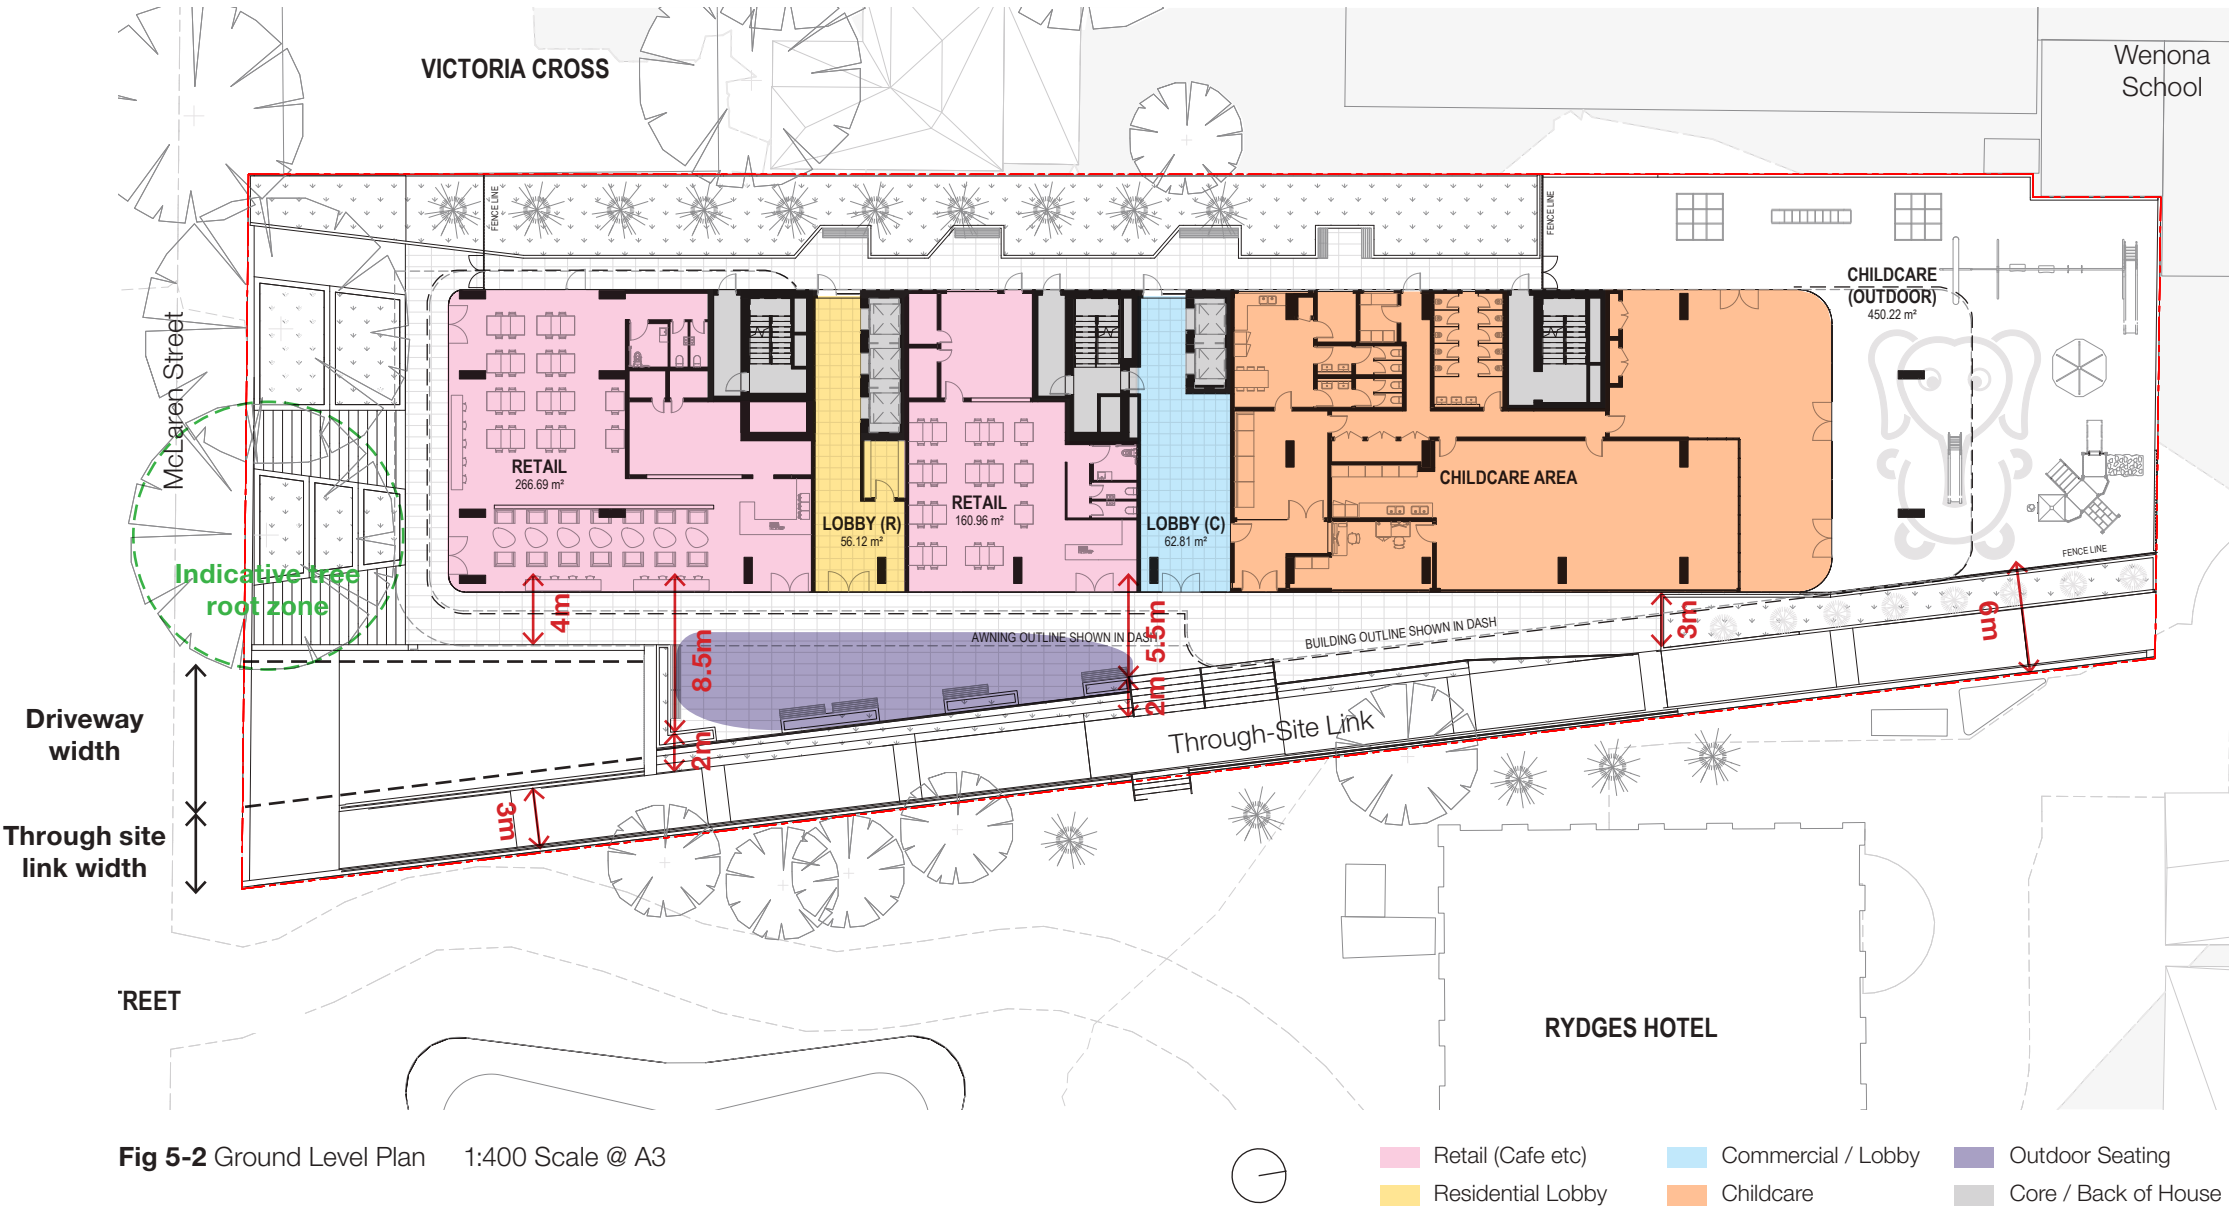 VICTORIA CROSS
Wenona
School
FENCE LINE
FENCE LINE
CHILDCARE
(OUTDOOR)
450.22 m²
McLaren Street
RETAIL
266.69 m²
CHILDCARE AREA
RETAIL
160.96 m²
LOBBY (R)
56.12 m²
LOBBY (C)
62.81 m²
FENCE LINE
Indicative tree
root zone
4m
8.5m
5.5m
3m
6m
AWNING OUTLINE SHOWN IN DASH
BUILDING OUTLINE SHOWN IN DASH
2m
2m
Through-Site Link
Driveway
width
3m
Through site
link width
TREET
RYDGES HOTEL
Fig 5-2 Ground Level Plan 1:400 Scale @ A3
Retail (Cafe etc)
Commercial / Lobby
Outdoor Seating
Residential Lobby
Childcare
Core / Back of House